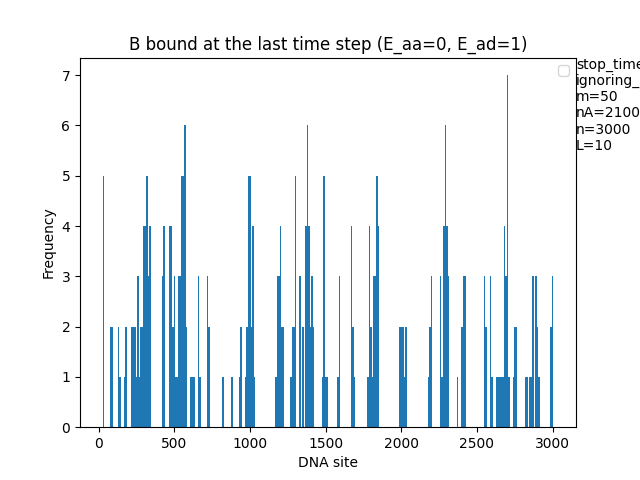 B bound at the last time step (E_aa=0, E_ad=1)
7
6
5
4
3
2
1
0
Frequency
0 500 1000 1500 2000 2500 3000
DNA site
stop_time
ignoring_
m=50
nA=2100
n=3000
L=10